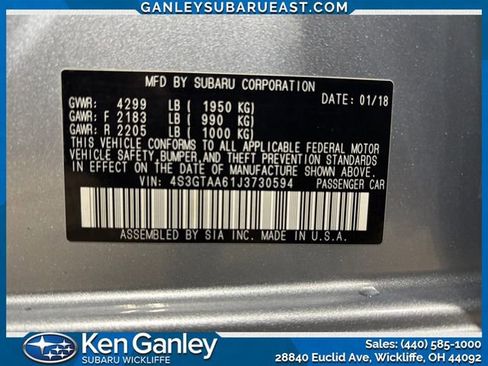 GANLEYSUBARUEAST.COM
MFD BY SUBARU CORPORATION
GVWR: 4299 LB ( 1950 KG) DATE: 01/18
GAWR: F 2183 LB ( 990 KG)
GAWR: R 2205 LB ( 1000 KG)
THIS VEHICLE CONFORMS TO ALL APPLICABLE FEDERAL MOTOR
VEHICLE SAFETY, BUMPER, AND THEFT PREVENTION STANDARDS
IN EFFECT ON THE DATE OF MANUFACTURE SHOWN ABOVE.
VIN: 4S3GTAA61J3730594 PASSENGER CAR
ASSEMBLED BY SIA INC. MADE IN U.S.A.
Ken Ganley
SUBARU WICKLIFFE
Sales: (440) 585-1000
28840 Euclid Ave, Wickliffe, OH 44092